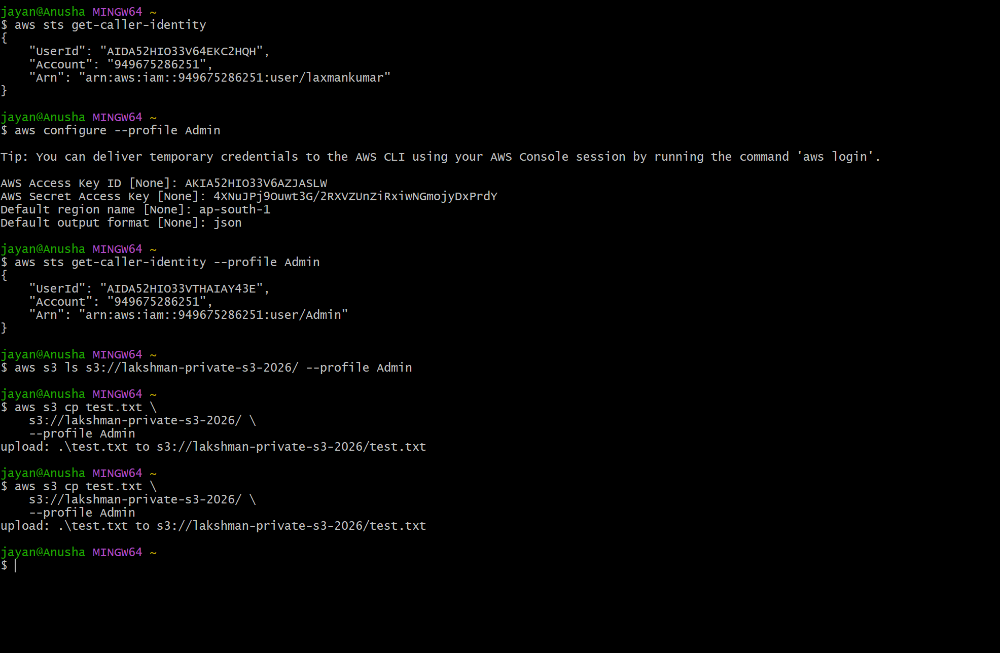 jayan@Anusha MINGW64 ~
$ aws sts get-caller-identity
{
    "UserId": "AIDA52HIO33V64EKC2HQH",
    "Account": "949675286251",
    "Arn": "arn:aws:iam::949675286251:user/laxmankumar"
}
jayan@Anusha MINGW64 ~
$ aws configure --profile Admin
Tip: You can deliver temporary credentials to the AWS CLI using your AWS Console session by running the command 'aws login'.
AWS Access Key ID [None]: AKIA52HIO33V6AZJASLW
AWS Secret Access Key [None]: 4XNuJPj9Ouwt3G/2RXVZUnZiRxiwNGmojyDxPrdY
Default region name [None]: ap-south-1
Default output format [None]: json
jayan@Anusha MINGW64 ~
$ aws sts get-caller-identity --profile Admin
{
    "UserId": "AIDA52HIO33VTHAIAY43E",
    "Account": "949675286251",
    "Arn": "arn:aws:iam::949675286251:user/Admin"
}
jayan@Anusha MINGW64 ~
$ aws s3 ls s3://lakshman-private-s3-2026/ --profile Admin
jayan@Anusha MINGW64 ~
$ aws s3 cp test.txt \
    s3://lakshman-private-s3-2026/ \
    --profile Admin
upload: .\test.txt to s3://lakshman-private-s3-2026/test.txt
jayan@Anusha MINGW64 ~
$ aws s3 cp test.txt \
    s3://lakshman-private-s3-2026/ \
    --profile Admin
upload: .\test.txt to s3://lakshman-private-s3-2026/test.txt
jayan@Anusha MINGW64 ~
$